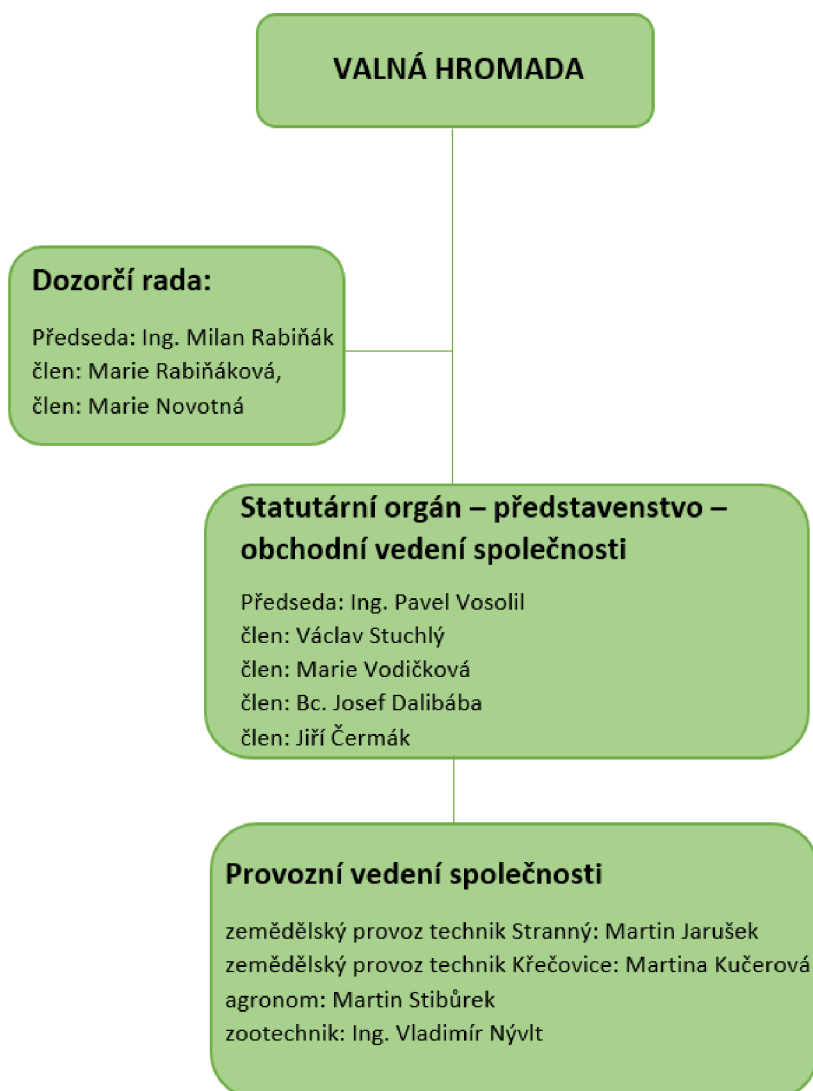 VALNÁ HROMADA
Dozorčí rada:
Předseda: Ing. Milan Rabiňák
člen: Marie Rabiňáková,
člen: Marie Novotná
Statutární orgán – představenstvo –
obchodní vedení společnosti
Předseda: Ing. Pavel Vosolil
člen: Václav Stuchlý
člen: Marie Vodičková
člen: Bc. Josef Dalibába
člen: Jiří Čermák
Provozní vedení společnosti
zemědělský provoz technik Stranný: Martin Jarušek
zemědělský provoz technik Křečovice: Martina Kučerová
agronom: Martin Stibůrek
zootechnik: Ing. Vladimír Nývlt